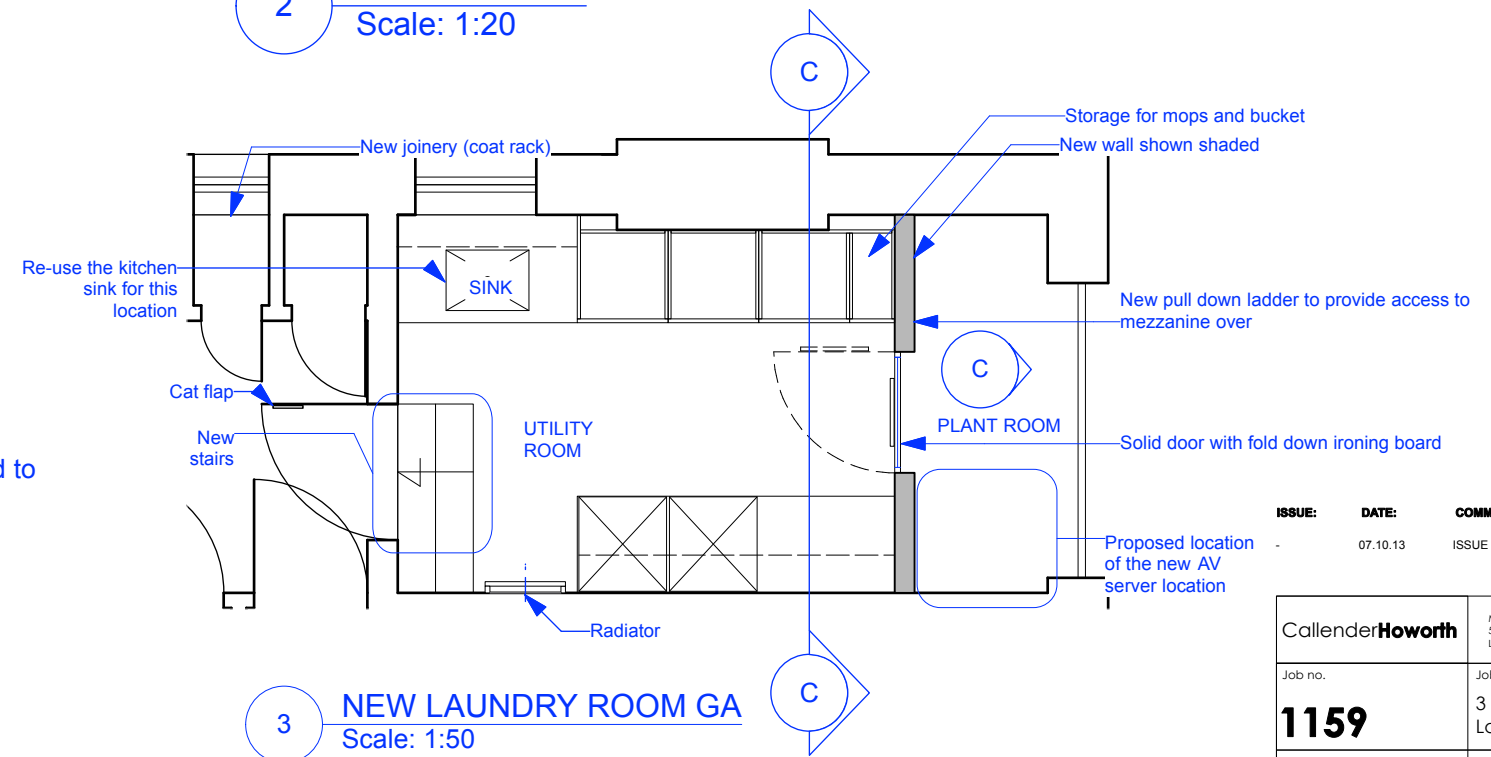 2
Scale: 1:20
C
Storage for mops and bucket
New joinery (coat rack)
New wall shown shaded
Re-use the kitchen
sink for this
location
SINK
New pull down ladder to provide access to
mezzanine over
C
Cat flap
PLANT ROOM
UTILITY
ROOM
New
stairs
Solid door with fold down ironing board
d to
ISSUE:
DATE:
COMM
-
07.10.13
ISSUE
Proposed location
of the new AV
server location
Radiator
CallenderHoworth
Job no.
1159
3
C
3
NEW LAUNDRY ROOM GA
Scale: 1:50